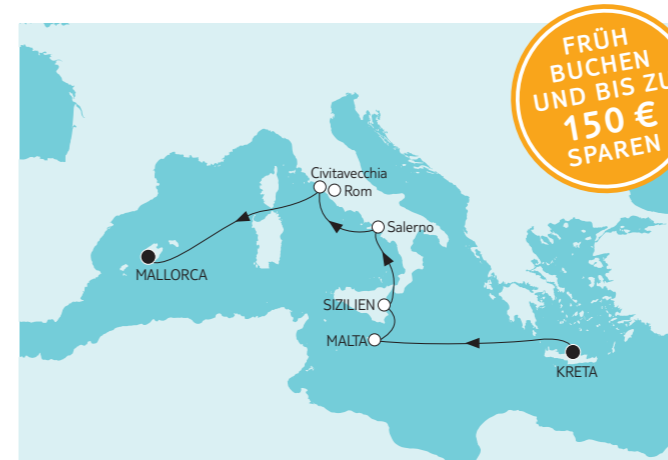 FRÜH
BUCHEN
UND BIS ZU
150 €
SPAREN
Civitavecchia
Rom
Salerno
MALLORCA
SIZILIEN
MALTA
KRETA